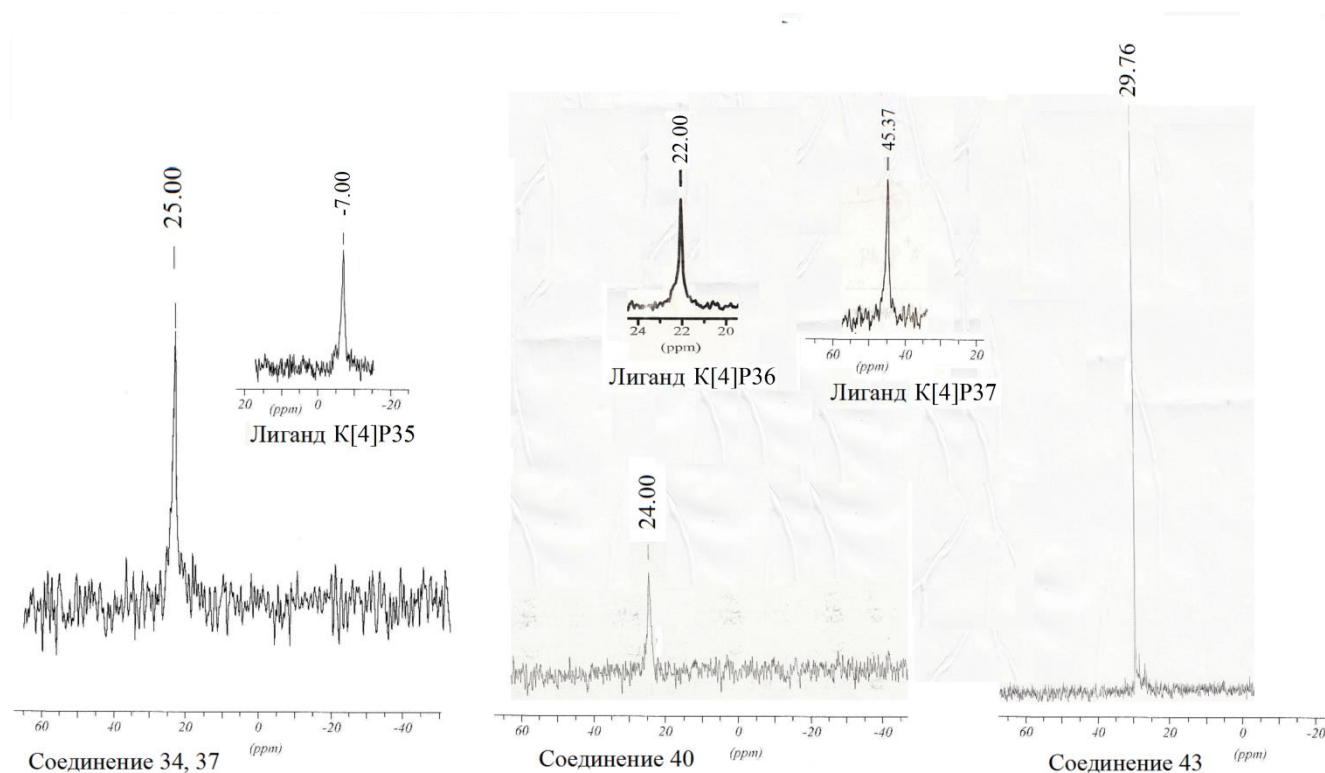 25.00
-7.00
20 0 -20
(ppm)
Лиганд К[4]Р35
60 40 20 0 -20 -40
(ppm)
Соединение 34, 37
22.00
24 22 20
(ppm)
Лиганд К[4]Р36
45.37
60 40 20
(ppm)
Лиганд К[4]Р37
24.00
60 40 20 0 -20 -40
(ppm)
Соединение 40
29.76
60 40 20 0 -20
(ppm)
Соединение 43